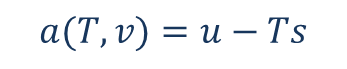 a(T, v) = u − Ts